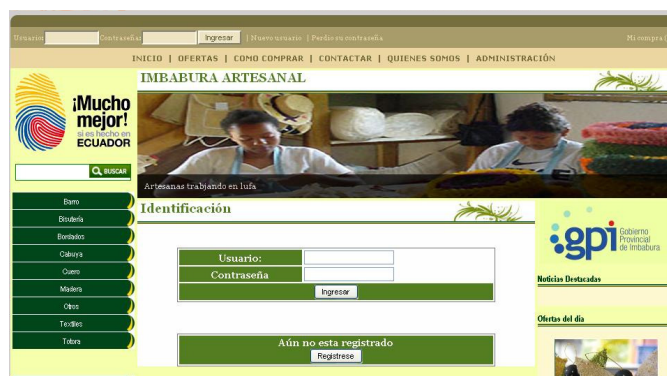 Usuario: Contraseña: Ingresar | Nuevo usuario | Perdio su contraseña Mi compra
INICIO | OFERTAS | COMO COMPRAR | CONTACTAR | QUIENES SOMOS | ADMINISTRACIÓN
IMBABURA ARTESANAL
¡Mucho
mejor!
si es hecho en
ECUADOR
BUSCAR
Artesanas trabjando en lufa
Barro
Bisutería
Bordados
Cabuya
Cuero
Madera
Otros
Textiles
Totora
Identificación
Usuario:
Contraseña
Ingresar
Aún no esta registrado
Registrese
gpi Gobierno
Provincial
de Imbabura
Noticias Destacadas
Ofertas del día